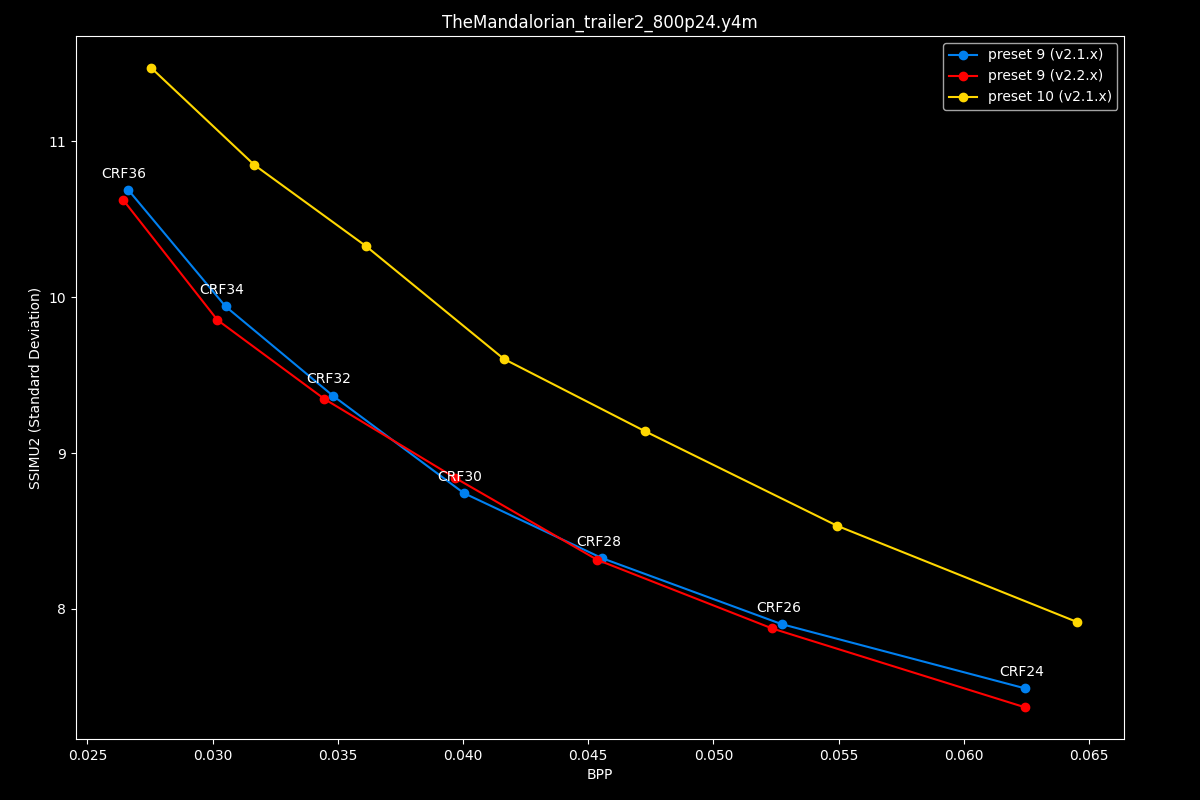 TheMandalorian_trailer2_800p24.y4m
preset 9 (v2.1.x)
preset 9 (v2.2.x)
preset 10 (v2.1.x)
11
10
9
8
SSIMU2 (Standard Deviation)
CRF36
CRF34
CRF32
CRF30
CRF28
CRF26
CRF24
0.025 0.030 0.035 0.040 0.045 0.050 0.055 0.060 0.065
BPP